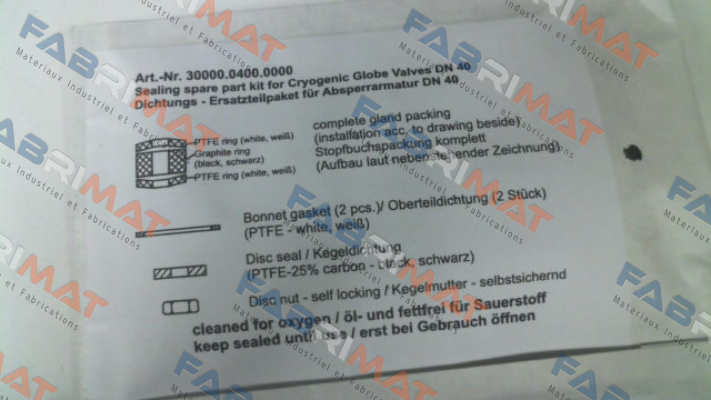 Art.-Nr. 30000.0400.0000
Sealing spare part kit for Cryogenic Globe Valves DN 40
Dichtungs - Ersatzteilpaket für Absperrarmatur DN 40
PTFE ring (white, weiß)
Graphite ring
(black, schwarz)
PTFE ring (white, weiß)
complete gland packing
(installation acc. to drawing beside)
Stopfbuchspackung komplett
(Aufbau laut nebenstehender Zeichnung)
Bonnet gasket (2 pcs.)/ Oberteildichtung (2 Stück)
(PTFE - white, weiß)
Disc seal / Kegeldichtung
(PTFE-25% carbon - black, schwarz)
Disc nut - self locking / Kegelmutter - selbstsichernd
cleaned for oxygen / öl- und fettfrei für Sauerstoff
keep sealed until use / erst bei Gebrauch öffnen
FABRIMAT
Materiaux Industriel et Fabrications